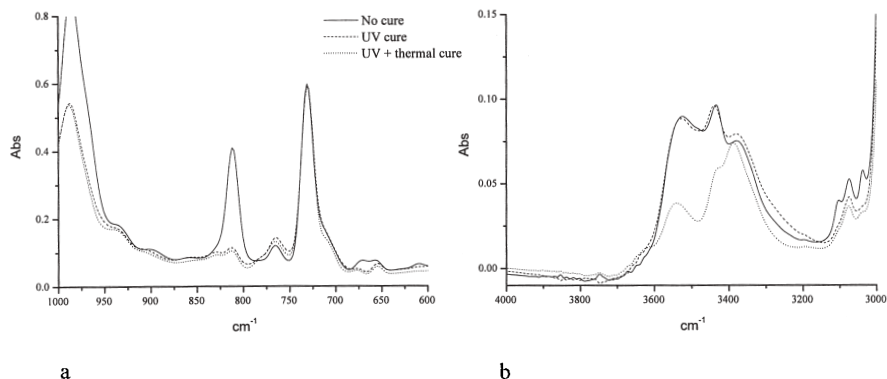 No cure
UV cure
UV + thermal cure
0.8
0.6
0.4
0.2
0.0
Abs
1000 950 900 850 800 750 700 650 600
cm-1
a
0.15
0.10
0.05
0.00
Abs
4000 3800 3600 3400 3200 3000
cm-1
b